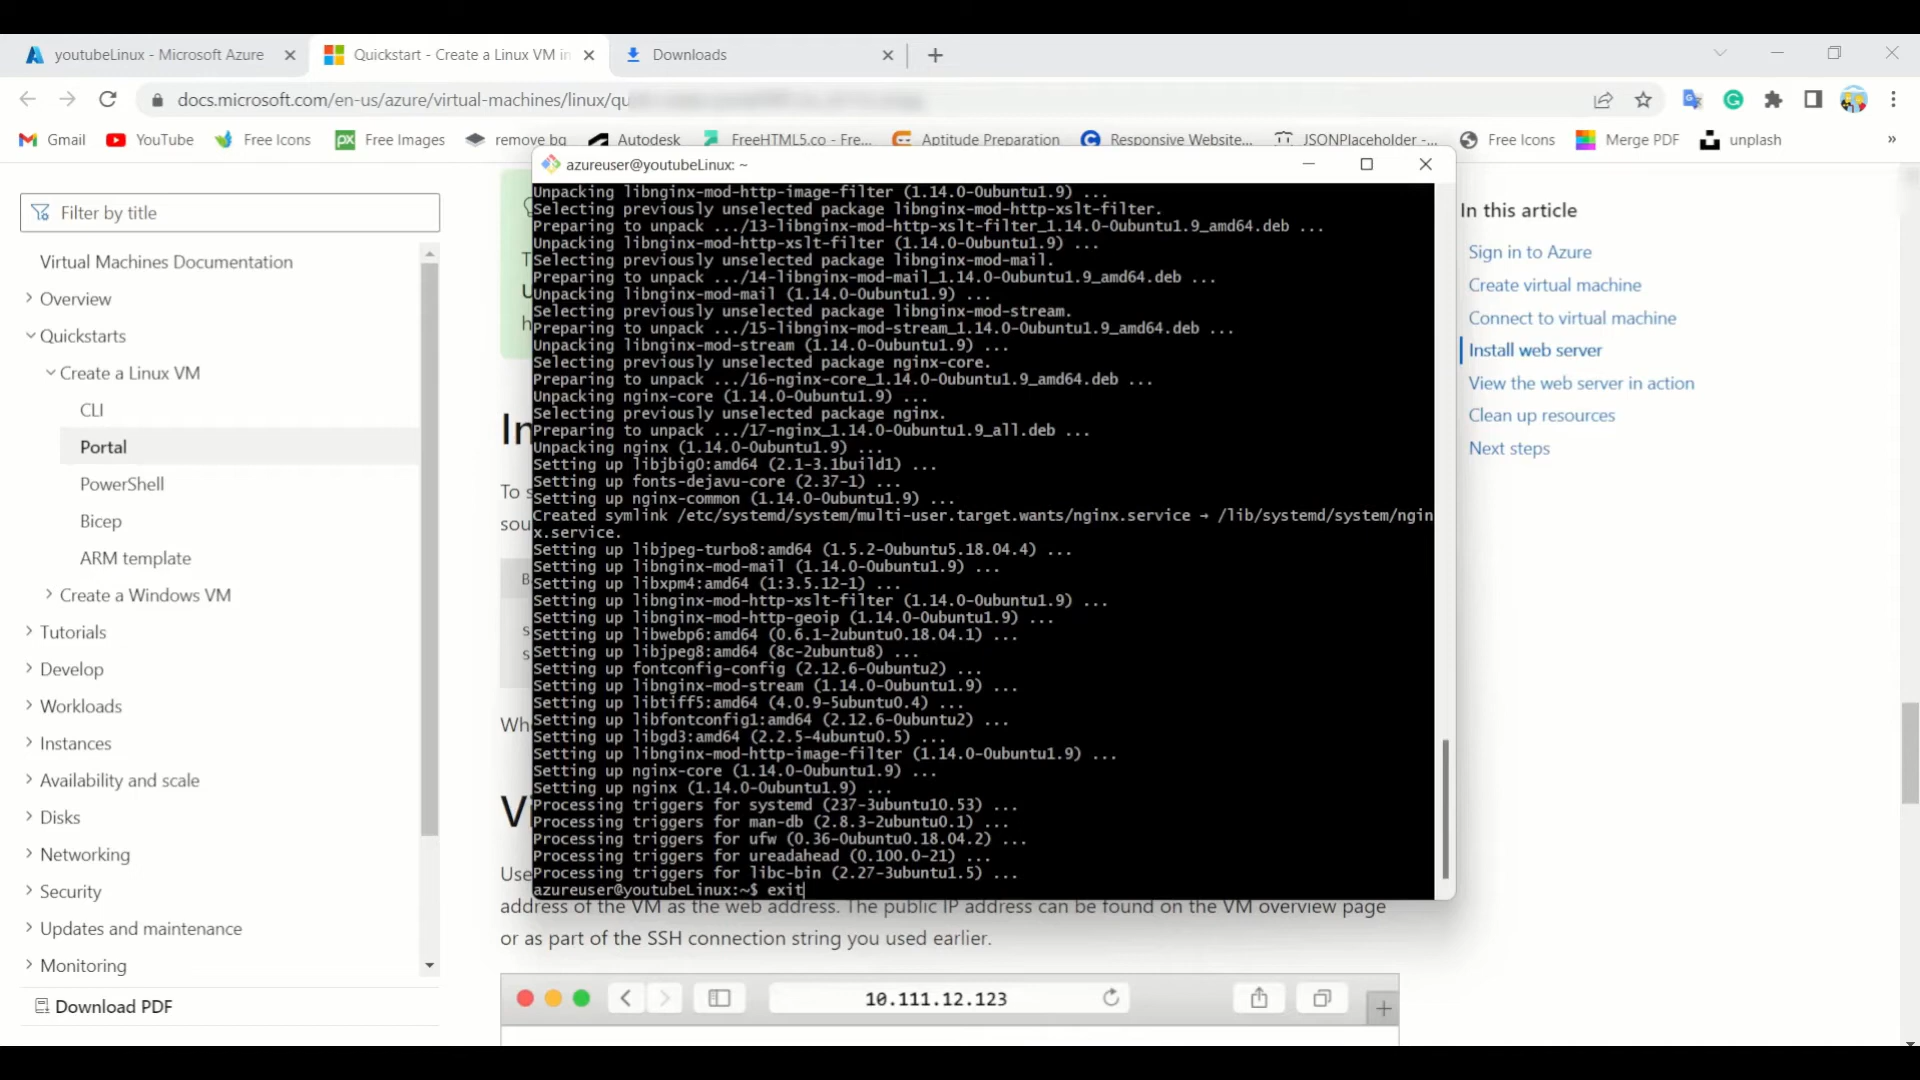 youtubeLinux - Microsoft Azure
Quickstart - Create a Linux VM in
Downloads
docs.microsoft.com/en-us/azure/virtual-machines/linux/qu
Gmail
YouTube
Free Icons
Free Images
remove bg
Autodesk
FreeHTML5.co - Fre...
Aptitude Preparation
Responsive Website...
JSONPlaceholder -...
Free Icons
Merge PDF
unplash
»
Filter by title
Virtual Machines Documentation
Overview
Quickstarts
Create a Linux VM
CLI
Portal
PowerShell
Bicep
ARM template
Create a Windows VM
Tutorials
Develop
Workloads
Instances
Availability and scale
Disks
Networking
Security
Updates and maintenance
Monitoring
Download PDF
azureuser@youtubeLinux: ~
Unpacking libnginx-mod-http-image-filter (1.14.0-0ubuntu1.9) ...
Selecting previously unselected package libnginx-mod-http-xslt-filter.
Preparing to unpack .../13-libnginx-mod-http-xslt-filter_1.14.0-0ubuntu1.9_amd64.deb ...
Unpacking libnginx-mod-http-xslt-filter (1.14.0-0ubuntu1.9) ...
Selecting previously unselected package libnginx-mod-mail.
Preparing to unpack .../14-libnginx-mod-mail_1.14.0-0ubuntu1.9_amd64.deb ...
Unpacking libnginx-mod-mail (1.14.0-0ubuntu1.9) ...
Selecting previously unselected package libnginx-mod-stream.
Preparing to unpack .../15-libnginx-mod-stream_1.14.0-0ubuntu1.9_amd64.deb ...
Unpacking libnginx-mod-stream (1.14.0-0ubuntu1.9) ...
Selecting previously unselected package nginx-core.
Preparing to unpack .../16-nginx-core_1.14.0-0ubuntu1.9_amd64.deb ...
Unpacking nginx-core (1.14.0-0ubuntu1.9) ...
Selecting previously unselected package nginx.
Preparing to unpack .../17-nginx_1.14.0-0ubuntu1.9_all.deb ...
Unpacking nginx (1.14.0-0ubuntu1.9) ...
Setting up libjbig0:amd64 (2.1-3.1build1) ...
Setting up fonts-dejavu-core (2.37-1) ...
Setting up nginx-common (1.14.0-0ubuntu1.9) ...
Created symlink /etc/systemd/system/multi-user.target.wants/nginx.service → /lib/systemd/system/ngin
x.service.
Setting up libjpeg-turbo8:amd64 (1.5.2-0ubuntu5.18.04.4) ...
Setting up libnginx-mod-mail (1.14.0-0ubuntu1.9) ...
Setting up libxpm4:amd64 (1:3.5.12-1) ...
Setting up libnginx-mod-http-xslt-filter (1.14.0-0ubuntu1.9) ...
Setting up libnginx-mod-http-geoip (1.14.0-0ubuntu1.9) ...
Setting up libwebp6:amd64 (0.6.1-2ubuntu0.18.04.1) ...
Setting up libjpeg8:amd64 (8c-2ubuntu8) ...
Setting up fontconfig-config (2.12.6-0ubuntu2) ...
Setting up libnginx-mod-stream (1.14.0-0ubuntu1.9) ...
Setting up libtiff5:amd64 (4.0.9-5ubuntu0.4) ...
Setting up libfontconfig1:amd64 (2.12.6-0ubuntu2) ...
Setting up libgd3:amd64 (2.2.5-4ubuntu0.5) ...
Setting up libnginx-mod-http-image-filter (1.14.0-0ubuntu1.9) ...
Setting up nginx-core (1.14.0-0ubuntu1.9) ...
Setting up nginx (1.14.0-0ubuntu1.9) ...
Processing triggers for systemd (237-3ubuntu10.53) ...
Processing triggers for man-db (2.8.3-2ubuntu0.1) ...
Processing triggers for ufw (0.36-0ubuntu0.18.04.2) ...
Processing triggers for ureadahead (0.100.0-21) ...
Processing triggers for libc-bin (2.27-3ubuntu1.5) ...
azureuser@youtubeLinux:~$ exit
address of the VM as the web address. The public IP address can be found on the VM overview page
or as part of the SSH connection string you used earlier.
10.111.12.123
In this article
Sign in to Azure
Create virtual machine
Connect to virtual machine
Install web server
View the web server in action
Clean up resources
Next steps